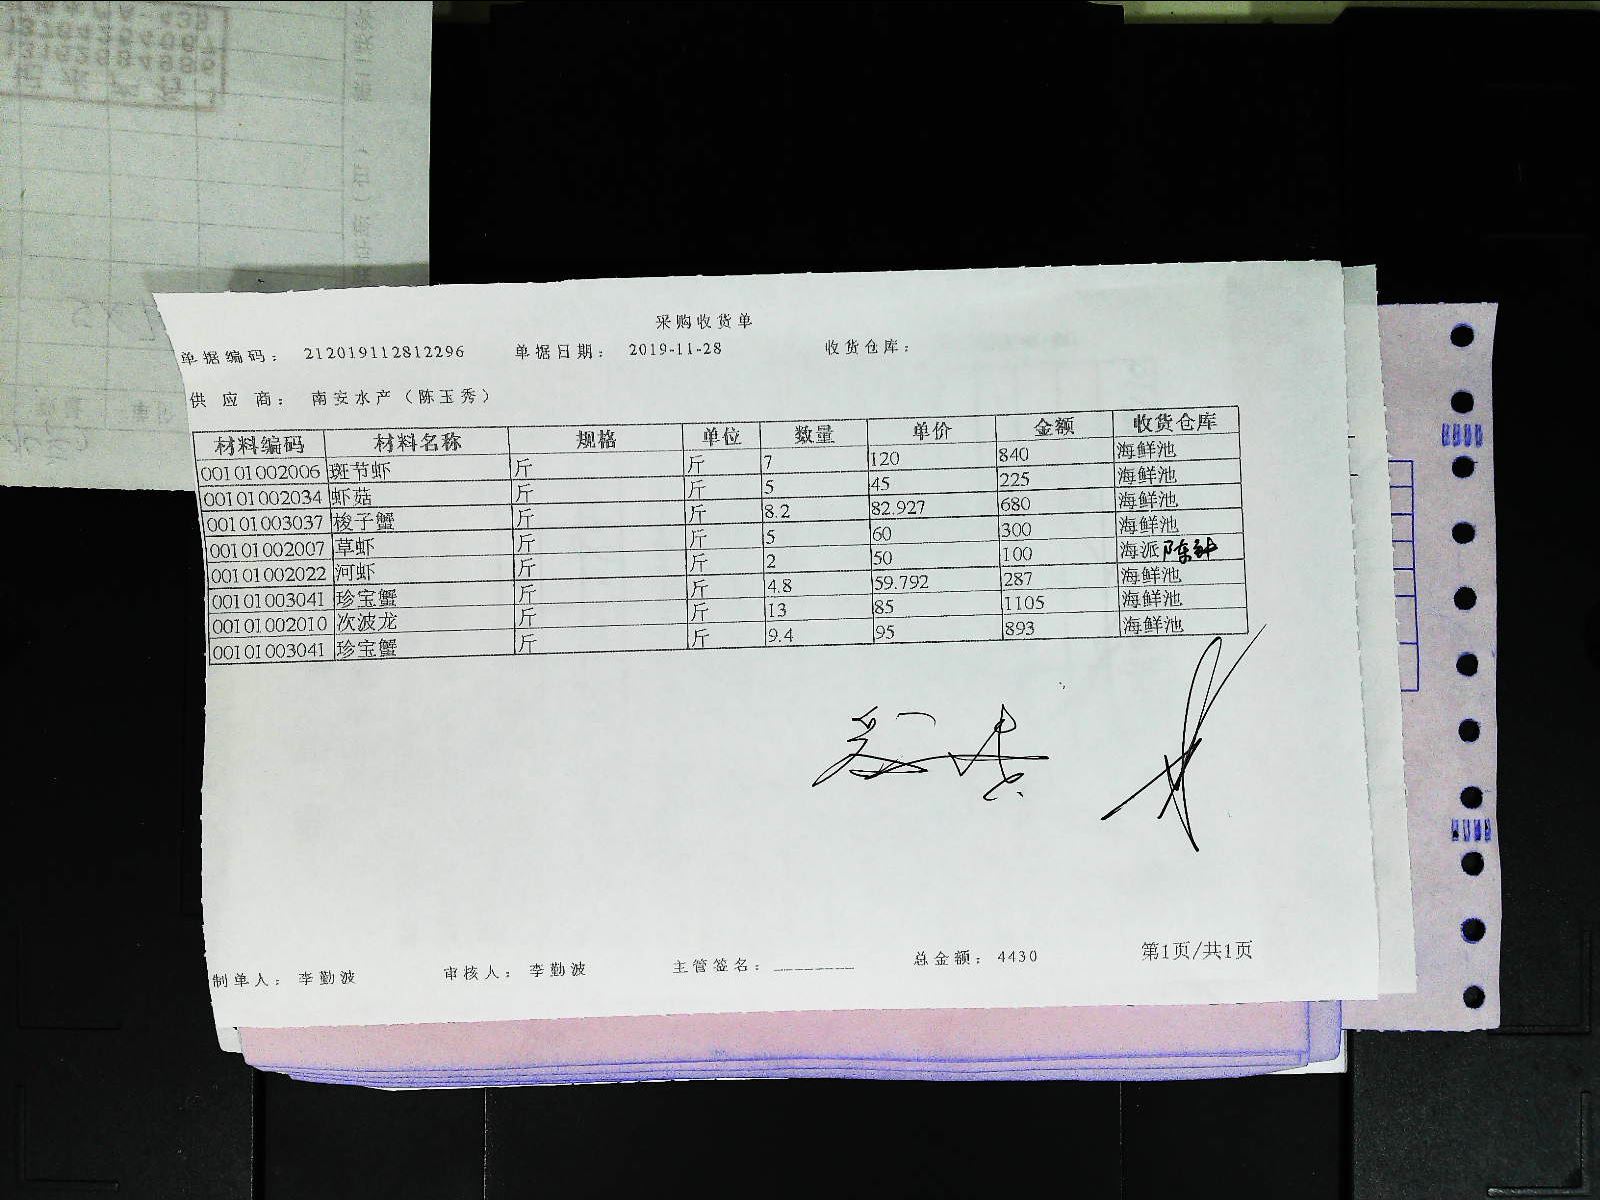 采购收货单
单据编码： 212019112812296 单据日期： 2019-11-28 收货仓库：
供应商： 南安水产（陈玉秀）
材料编码 材料名称 规格 单位 数量 单价 金额 收货仓库
00101002006 斑节虾 斤 斤 7 120 840 海鲜池
00101002034 虾菇 斤 斤 5 45 225 海鲜池
00101003037 梭子蟹 斤 斤 8.2 82.927 680 海鲜池
00101002007 草虾 斤 斤 5 60 300 海鲜池
00101002022 河虾 斤 斤 2 50 100 海派
00101003041 珍宝蟹 斤 斤 4.8 59.792 287 海鲜池
00101002010 次波龙 斤 斤 13 85 1105 海鲜池
00101003041 珍宝蟹 斤 斤 9.4 95 893 海鲜池
制单人： 李勤波 审核人： 李勤波 主管签名：________ 总金额： 4430 第1页/共1页